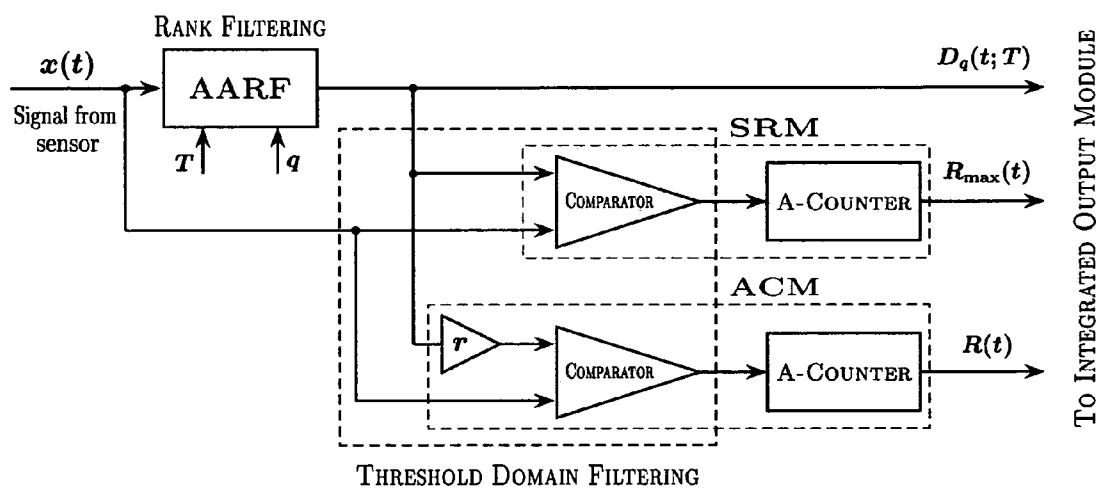 RANK FILTERING
x(t)
AARF
D_q(t; T)
Signal from
sensor
T
q
SRM
COMPARATOR
A-COUNTER
R_max(t)
ACM
r
COMPARATOR
A-COUNTER
R(t)
THRESHOLD DOMAIN FILTERING
TO INTEGRATED OUTPUT MODULE